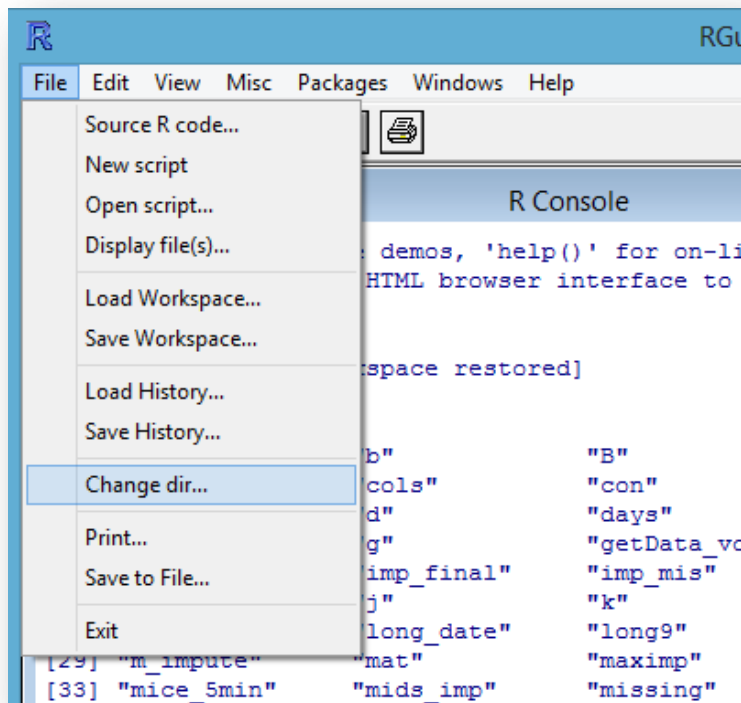 R
RGu
File Edit View Misc Packages Windows Help
Source R code...
New script
Open script...
Display file(s)...
Load Workspace...
Save Workspace...
Load History...
Save History...
Change dir...
Print...
Save to File...
Exit
R Console
demos, 'help()' for on-li
HTML browser interface to
space restored]
b" "B"
cols" "con"
d" "days"
g" "getData_vo
imp_final" "imp_mis"
j" "k"
long_date" "long9"
[29] "m_impute" "mat" "maximp"
[33] "mice_5min" "mids_imp" "missing"